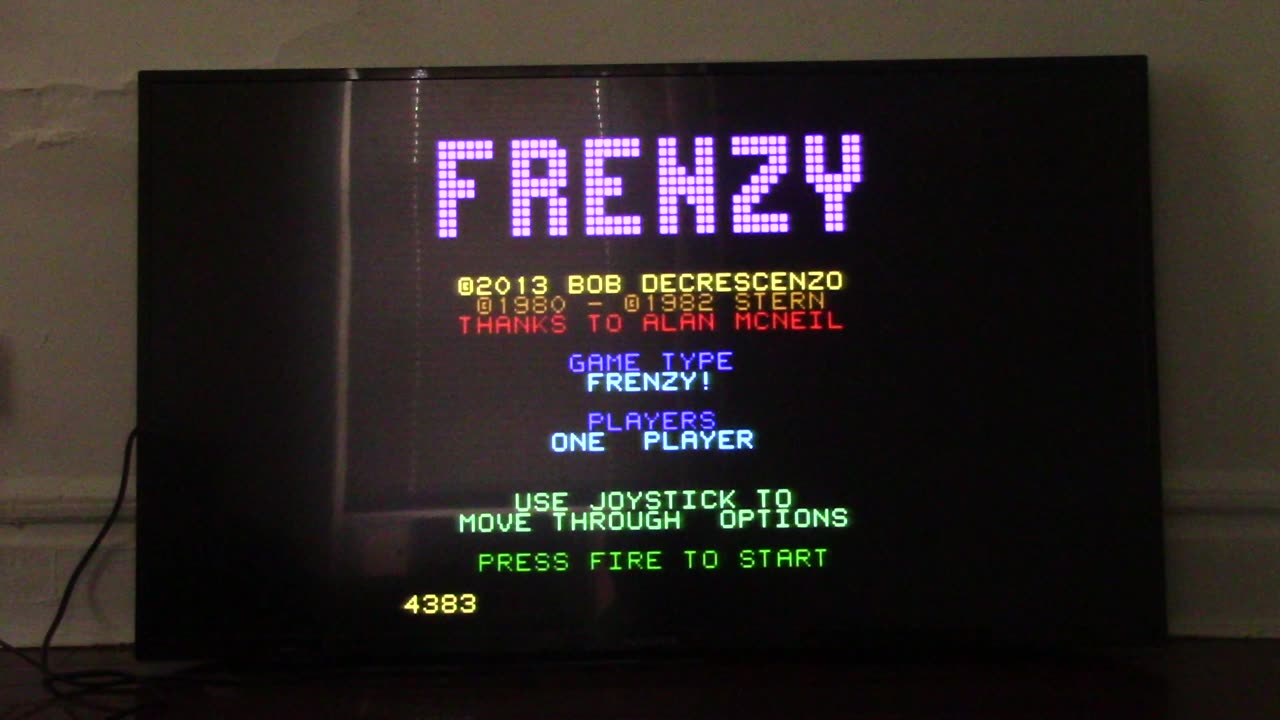 FRENZY
©2013 BOB DECRESCENZO
©1980 - ©1982 STERN
THANKS TO ALAN MCNEIL
GAME TYPE
FRENZY!
PLAYERS
ONE PLAYER
USE JOYSTICK TO
MOVE THROUGH OPTIONS
PRESS FIRE TO START
4383